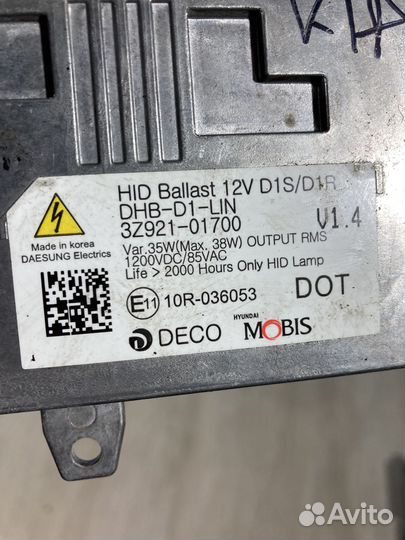 KIA
HID Ballast 12V D1S/D1R
DHB-D1-LIN
3Z921-01700 V1.4
Var.35W(Max. 38W) OUTPUT RMS
1200VDC/85VAC
Life > 2000 Hours Only HID Lamp
Made in korea
DAESUNG Electrics
E11 10R-036053 DOT
DECO HYUNDAI MOBIS
Avito